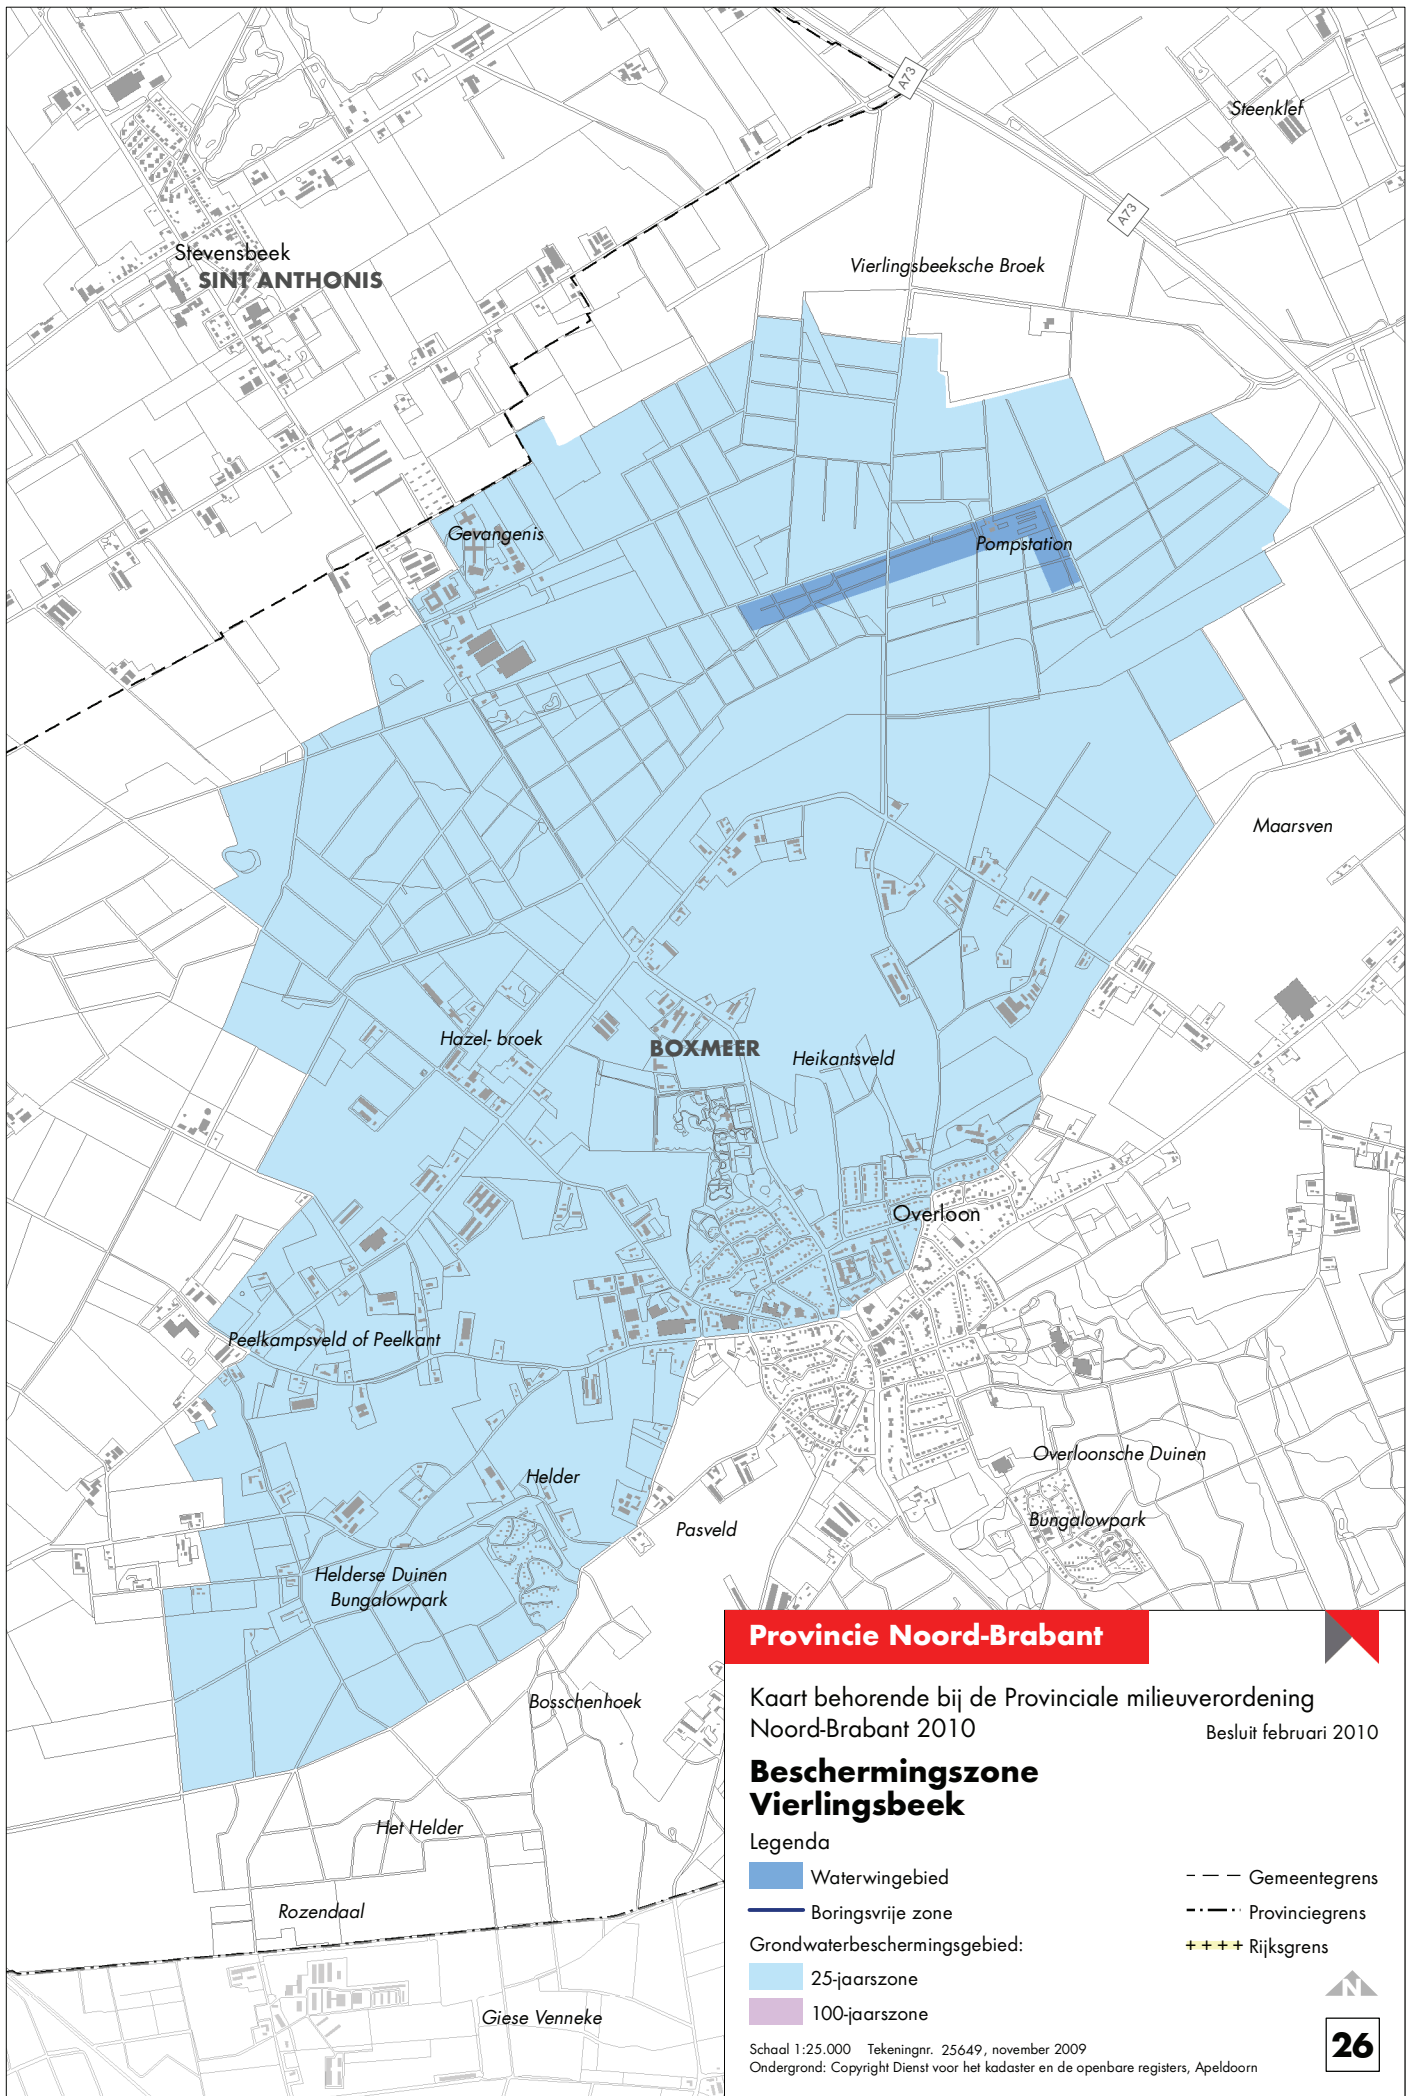 A73
Steenklef
A73
Stevensbeek
SINT ANTHONIS
Vierlingsbeeksche Broek
Gevangenis
Pompstation
Maarsven
Hazel- broek
BOXMEER
Heikantsveld
Overloon
Peelkampsveld of Peelkant
Helder
Overloonsche Duinen
Pasveld
Bungalowpark
Helderse Duinen
Bungalowpark
Bosschenhoek
Het Helder
Rozendaal
Giese Venneke
Provincie Noord-Brabant
Kaart behorende bij de Provinciale milieuverordening
Noord-Brabant 2010
Besluit februari 2010
Beschermingszone
Vierlingsbeek
Legenda
Waterwingebied
Gemeentegrens
Boringsvrije zone
Provinciegrens
Grondwaterbeschermingsgebied:
Rijksgrens
25-jaarszone
100-jaarszone
N
26
Schaal 1:25.000 Tekeningnr. 25649, november 2009
Ondergrond: Copyright Dienst voor het kadaster en de openbare registers, Apeldoorn